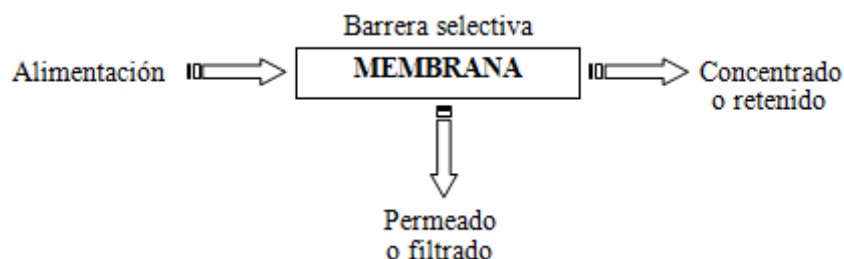 Barrera selectiva
Alimentación
MEMBRANA
Concentrado
o retenido
Permeado
o filtrado